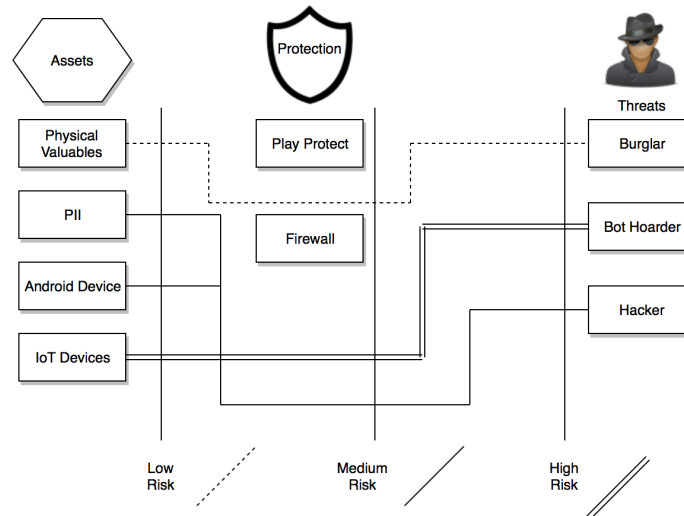 Assets
Protection
Threats
Physical
Valuables
Play Protect
Burglar
PII
Firewall
Bot Hoarder
Android Device
Hacker
IoT Devices
Low
Risk
Medium
Risk
High
Risk